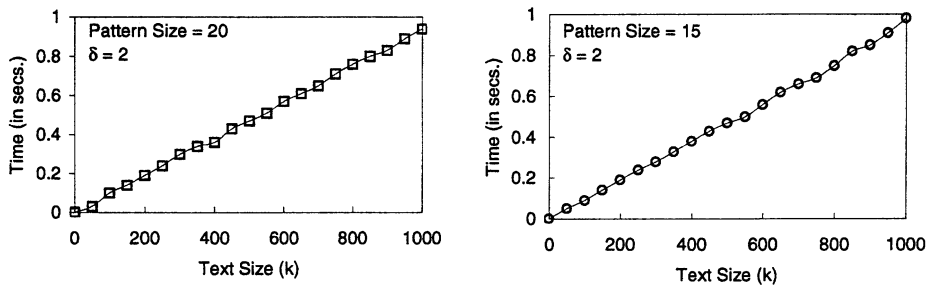 Pattern Size = 20
δ = 2
1
0.8
0.6
0.4
0.2
0
0 200 400 600 800 1000
Time (in secs.)
Text Size (k)
Pattern Size = 15
δ = 2
1
0.8
0.6
0.4
0.2
0
0 200 400 600 800 1000
Time (in secs.)
Text Size (k)